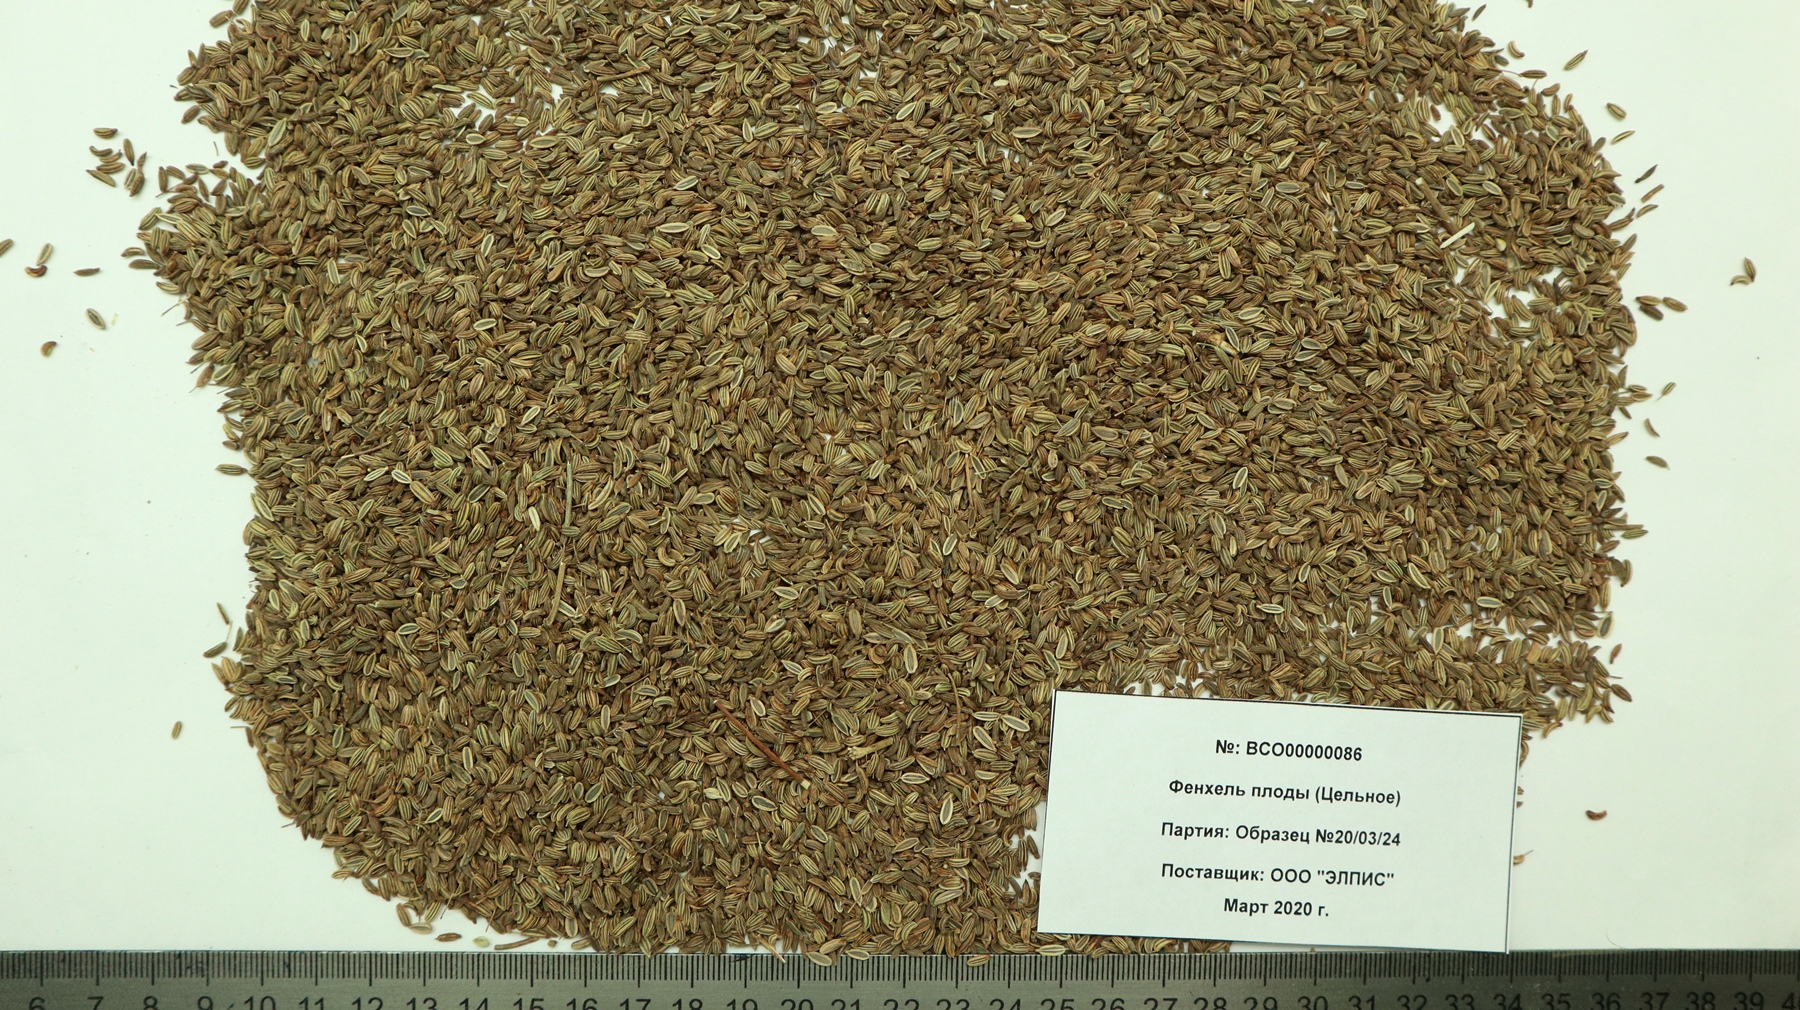 №: ВСО00000086
Фенхель плоды (Цельное)
Партия: Образец №20/03/24
Поставщик: ООО "ЭЛПИС"
Март 2020 г.
6 7 8 9 10 11 12 13 14 15 16 17 18 19 20 21 22 23 24 25 26 27 28 29 30 31 32 33 34 35 36 37 38 39